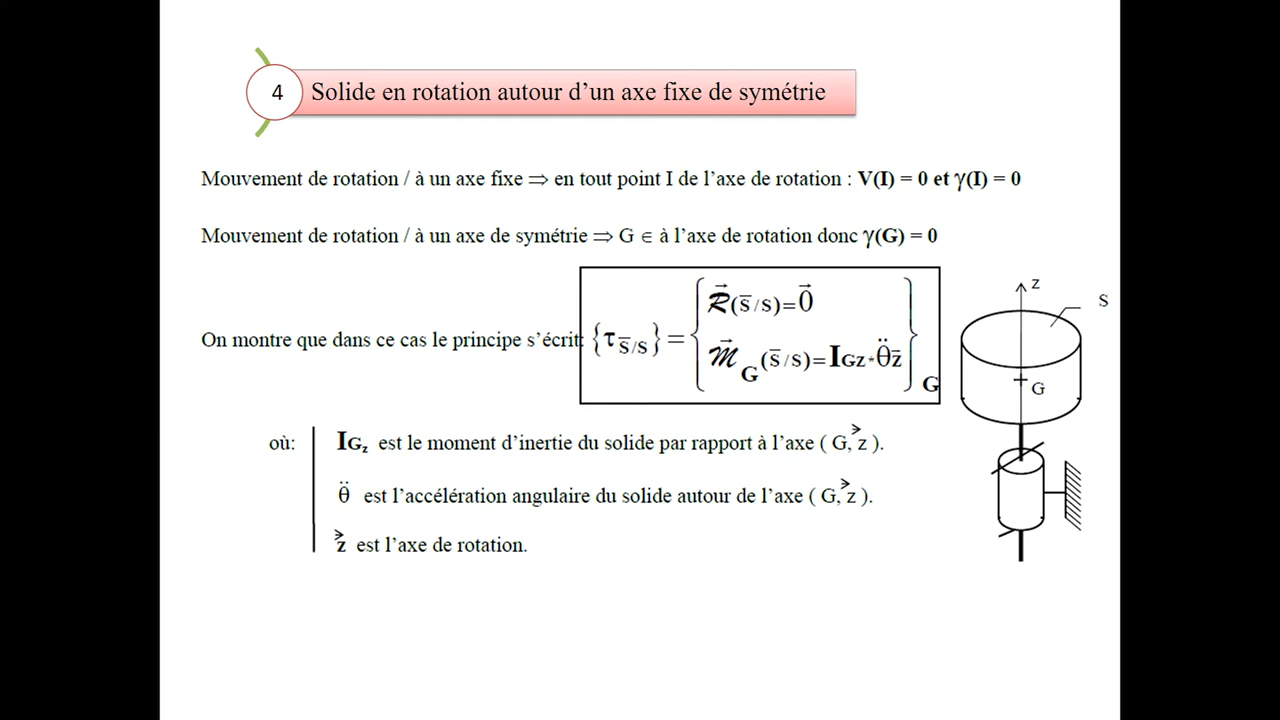 4
Solide en rotation autour d’un axe fixe de symétrie
Mouvement de rotation / à un axe fixe ⇒ en tout point I de l’axe de rotation : V(I) = 0 et γ(I) = 0
Mouvement de rotation / à un axe de symétrie ⇒ G ∈ à l’axe de rotation donc γ(G) = 0
On montre que dans ce cas le principe s’écrit: {τ S̅/S} =
R⃗(s̅/s)=0⃗
M⃗ G (s̅/s)=IGz·θ̈z̅
G
z
S
G
où:
IGz est le moment d’inertie du solide par rapport à l’axe ( G, z⃗ ).
θ̈ est l’accélération angulaire du solide autour de l’axe ( G, z⃗ ).
z⃗ est l’axe de rotation.